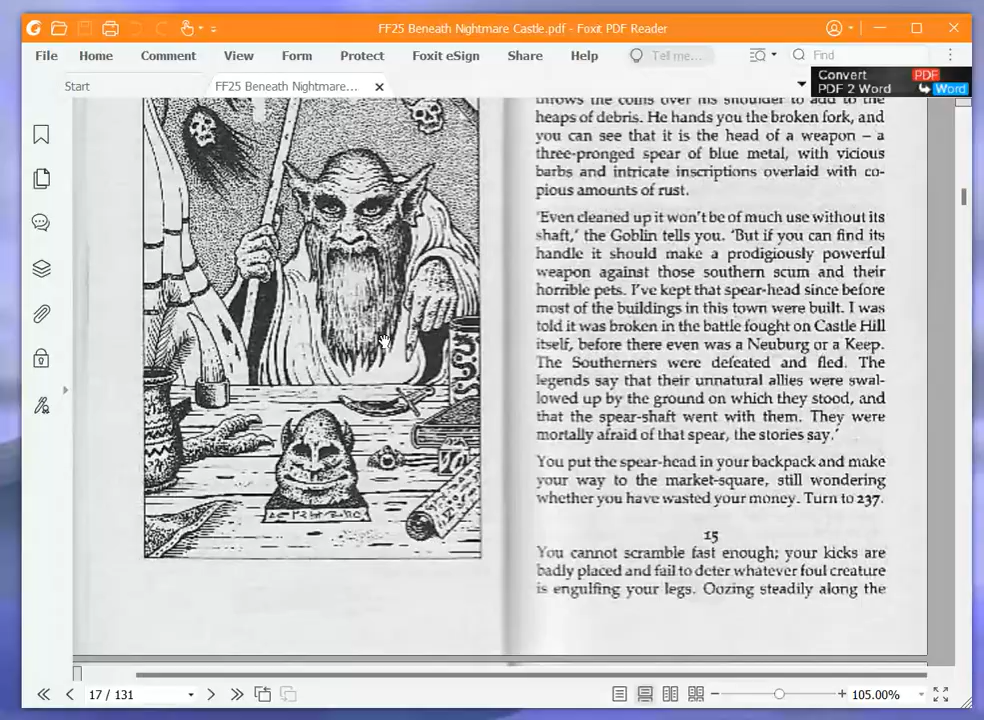 FF25 Beneath Nightmare Castle.pdf - Foxit PDF Reader
File Home Comment View Form Protect Foxit eSign Share Help Tell me... Find
Start FF25 Beneath Nightmare... Convert PDF
PDF 2 Word Word
throws the coins over his shoulder to add to the
heaps of debris. He hands you the broken fork, and
you can see that it is the head of a weapon – a
three-pronged spear of blue metal, with vicious
barbs and intricate inscriptions overlaid with co-
pious amounts of rust.
'Even cleaned up it won't be of much use without its
shaft,' the Goblin tells you. 'But if you can find its
handle it should make a prodigiously powerful
weapon against those southern scum and their
horrible pets. I've kept that spear-head since before
most of the buildings in this town were built. I was
told it was broken in the battle fought on Castle Hill
itself, before there even was a Neuburg or a Keep.
The Southerners were defeated and fled. The
legends say that their unnatural allies were swal-
lowed up by the ground on which they stood, and
that the spear-shaft went with them. They were
mortally afraid of that spear, the stories say.'
You put the spear-head in your backpack and make
your way to the market-square, still wondering
whether you have wasted your money. Turn to 237.
15
You cannot scramble fast enough; your kicks are
badly placed and fail to deter whatever foul creature
is engulfing your legs. Oozing steadily along the
17 / 131 105.00%